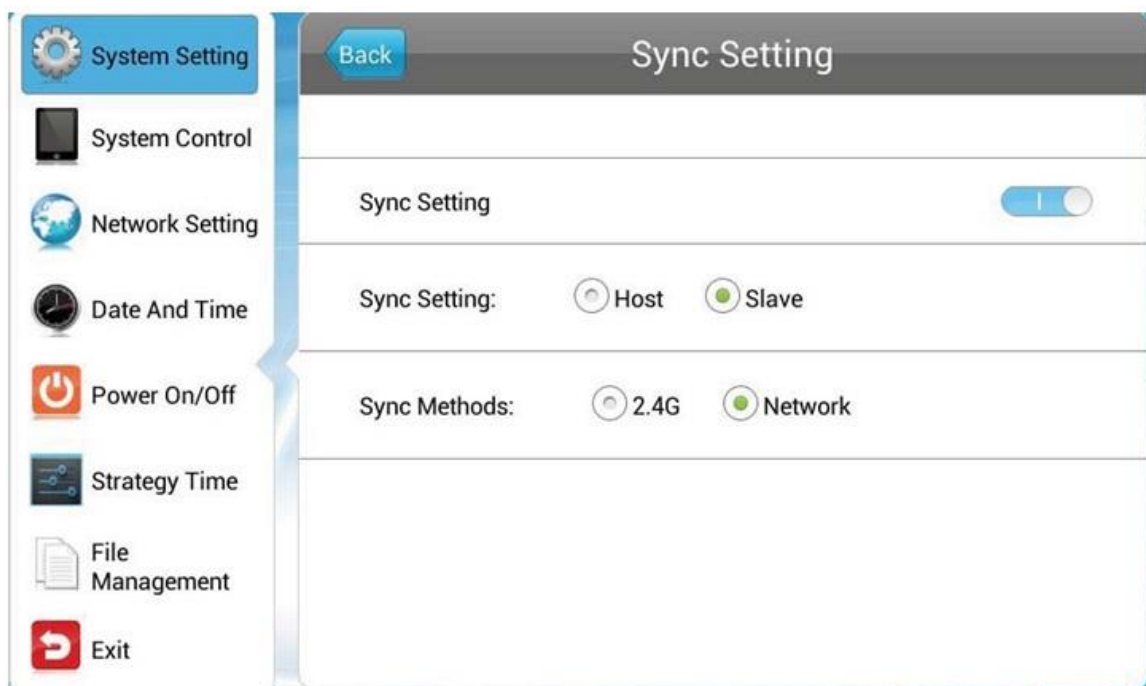 System Setting
System Control
Network Setting
Date And Time
Power On/Off
Strategy Time
File
Management
Exit
Back
Sync Setting
Sync Setting
Sync Setting:
Host
Slave
Sync Methods:
2.4G
Network